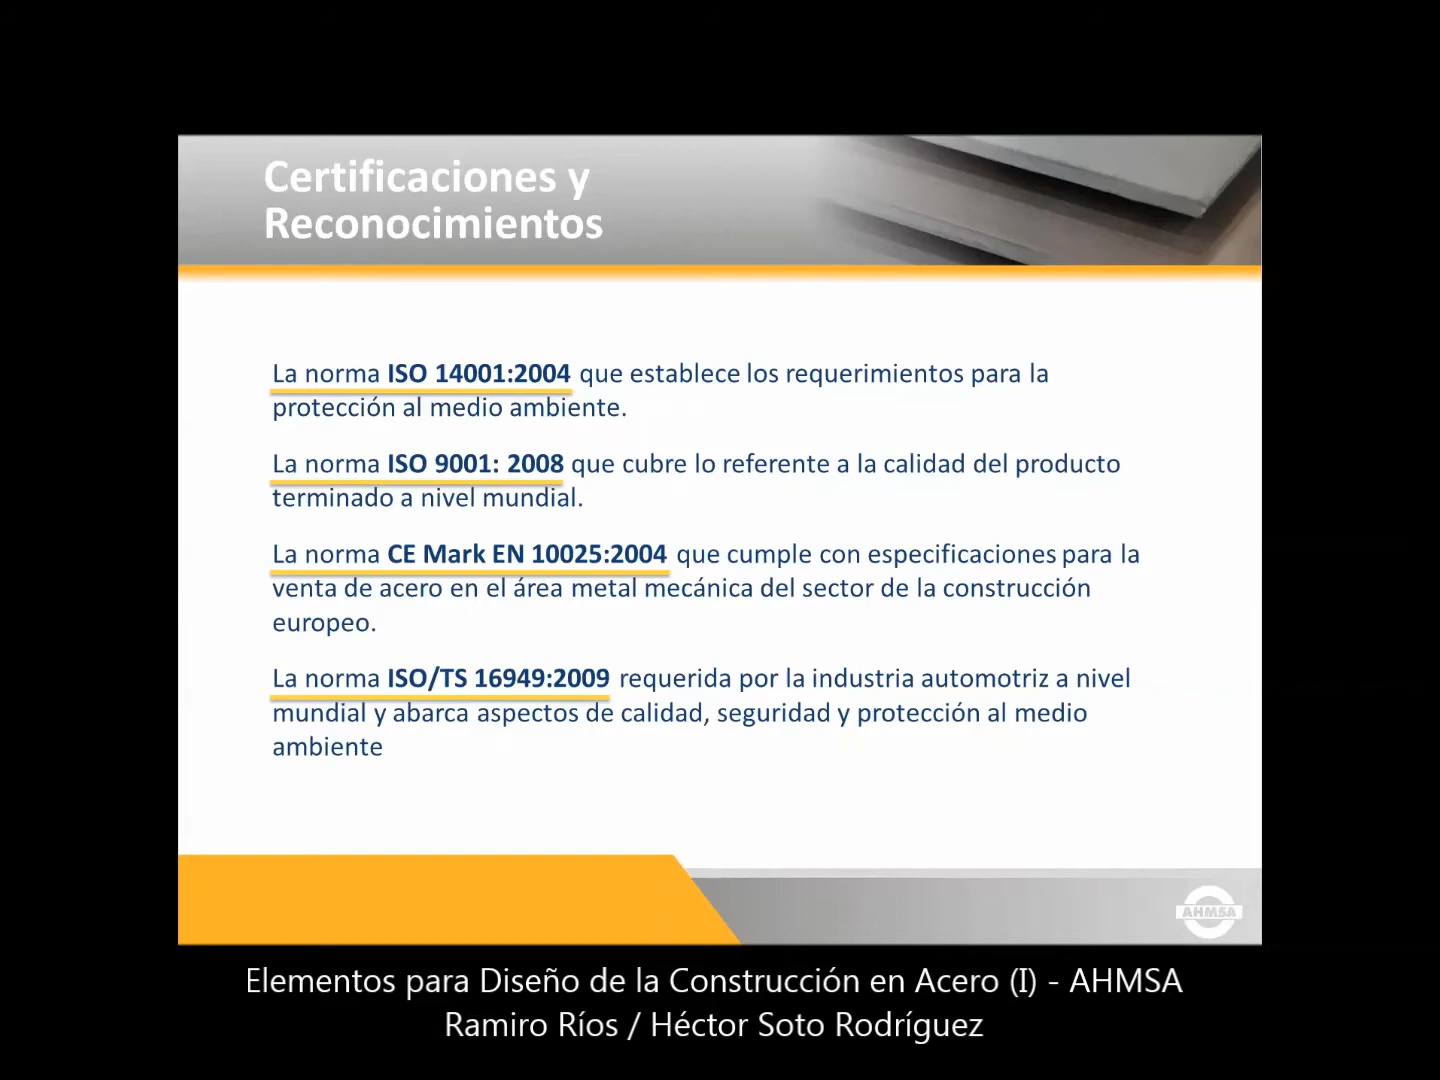 Certificaciones y
Reconocimientos
La norma ISO 14001:2004 que establece los requerimientos para la
protección al medio ambiente.
La norma ISO 9001: 2008 que cubre lo referente a la calidad del producto
terminado a nivel mundial.
La norma CE Mark EN 10025:2004 que cumple con especificaciones para la
venta de acero en el área metal mecánica del sector de la construcción
europeo.
La norma ISO/TS 16949:2009 requerida por la industria automotriz a nivel
mundial y abarca aspectos de calidad, seguridad y protección al medio
ambiente
AHMSA
Elementos para Diseño de la Construcción en Acero (I) - AHMSA
Ramiro Ríos / Héctor Soto Rodríguez